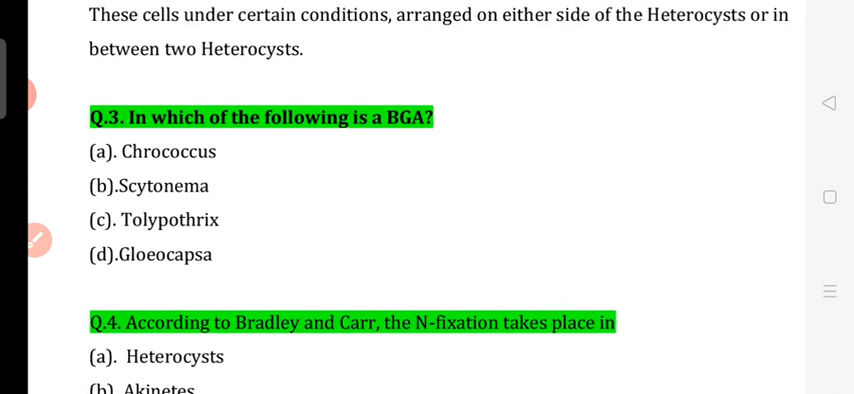 These cells under certain conditions, arranged on either side of the Heterocysts or in
between two Heterocysts.
Q.3. In which of the following is a BGA?
(a). Chrococcus
(b).Scytonema
(c). Tolypothrix
(d).Gloeocapsa
Q.4. According to Bradley and Carr, the N-fixation takes place in
(a). Heterocysts
(b). Akinetes